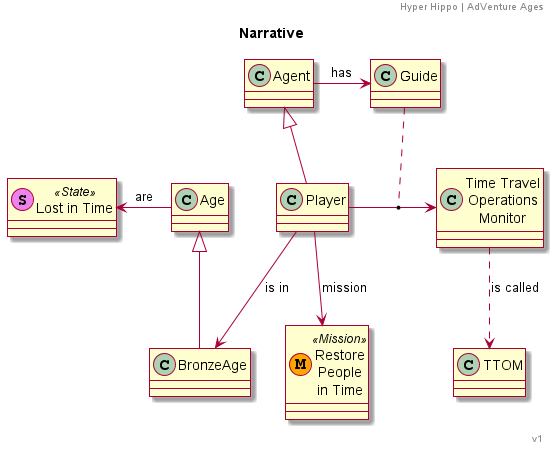 Hyper Hippo | AdVenture Ages
Narrative
C Agent
has
C Guide
S «State»
Lost in Time
are
C Age
C Player
C Time Travel
Operations
Monitor
is in
mission
is called
C BronzeAge
M «Mission»
Restore
People
in Time
C TTOM
v1